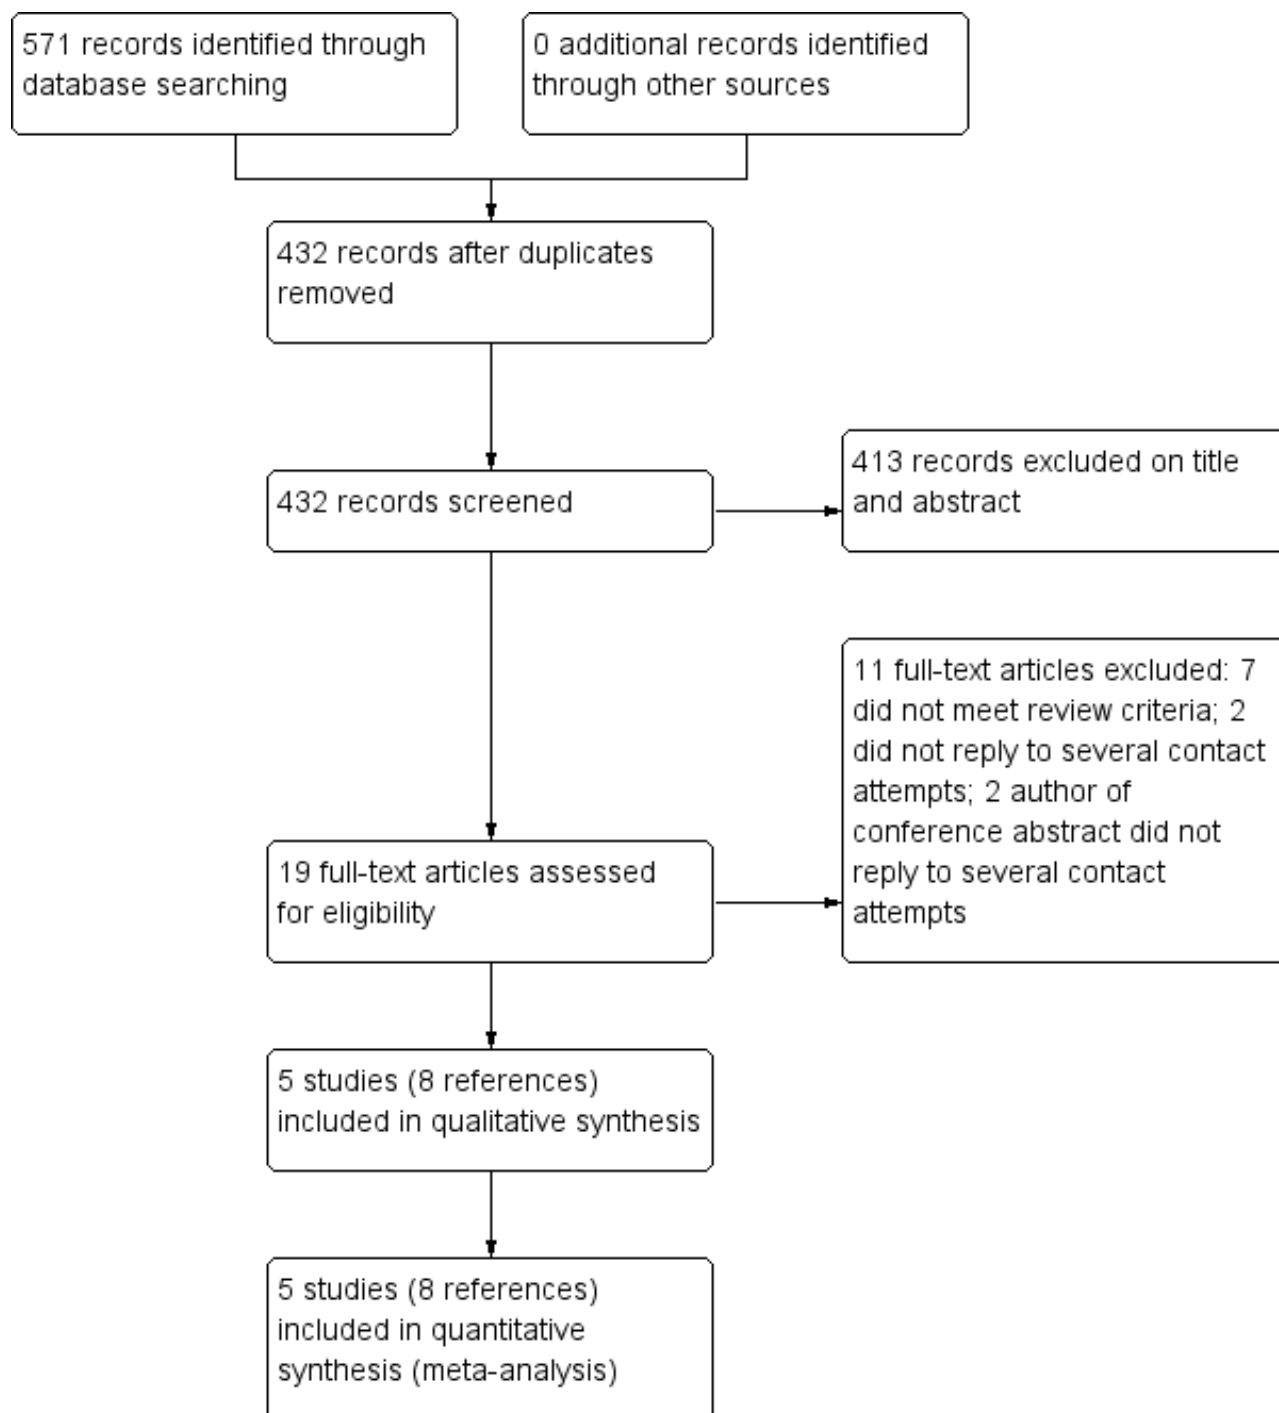 571 records identified through
database searching
0 additional records identified
through other sources
432 records after duplicates
removed
432 records screened
413 records excluded on title
and abstract
11 full-text articles excluded: 7
did not meet review criteria; 2
did not reply to several contact
attempts; 2 author of
conference abstract did not
reply to several contact
attempts
19 full-text articles assessed
for eligibility
5 studies (8 references)
included in qualitative synthesis
5 studies (8 references)
included in quantitative
synthesis (meta-analysis)